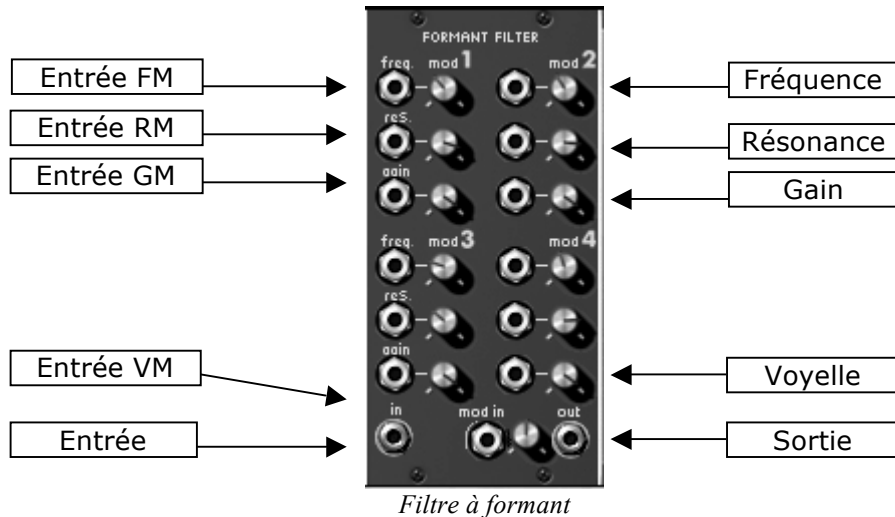 FORMANT FILTER
freq. mod 1 mod 2
Entrée FM
Fréquence
res.
Entrée RM
Résonance
gain
Entrée GM
Gain
freq. mod 3 mod 4
res.
gain
Entrée VM
Voyelle
in mod in out
Entrée
Sortie
Filtre à formant